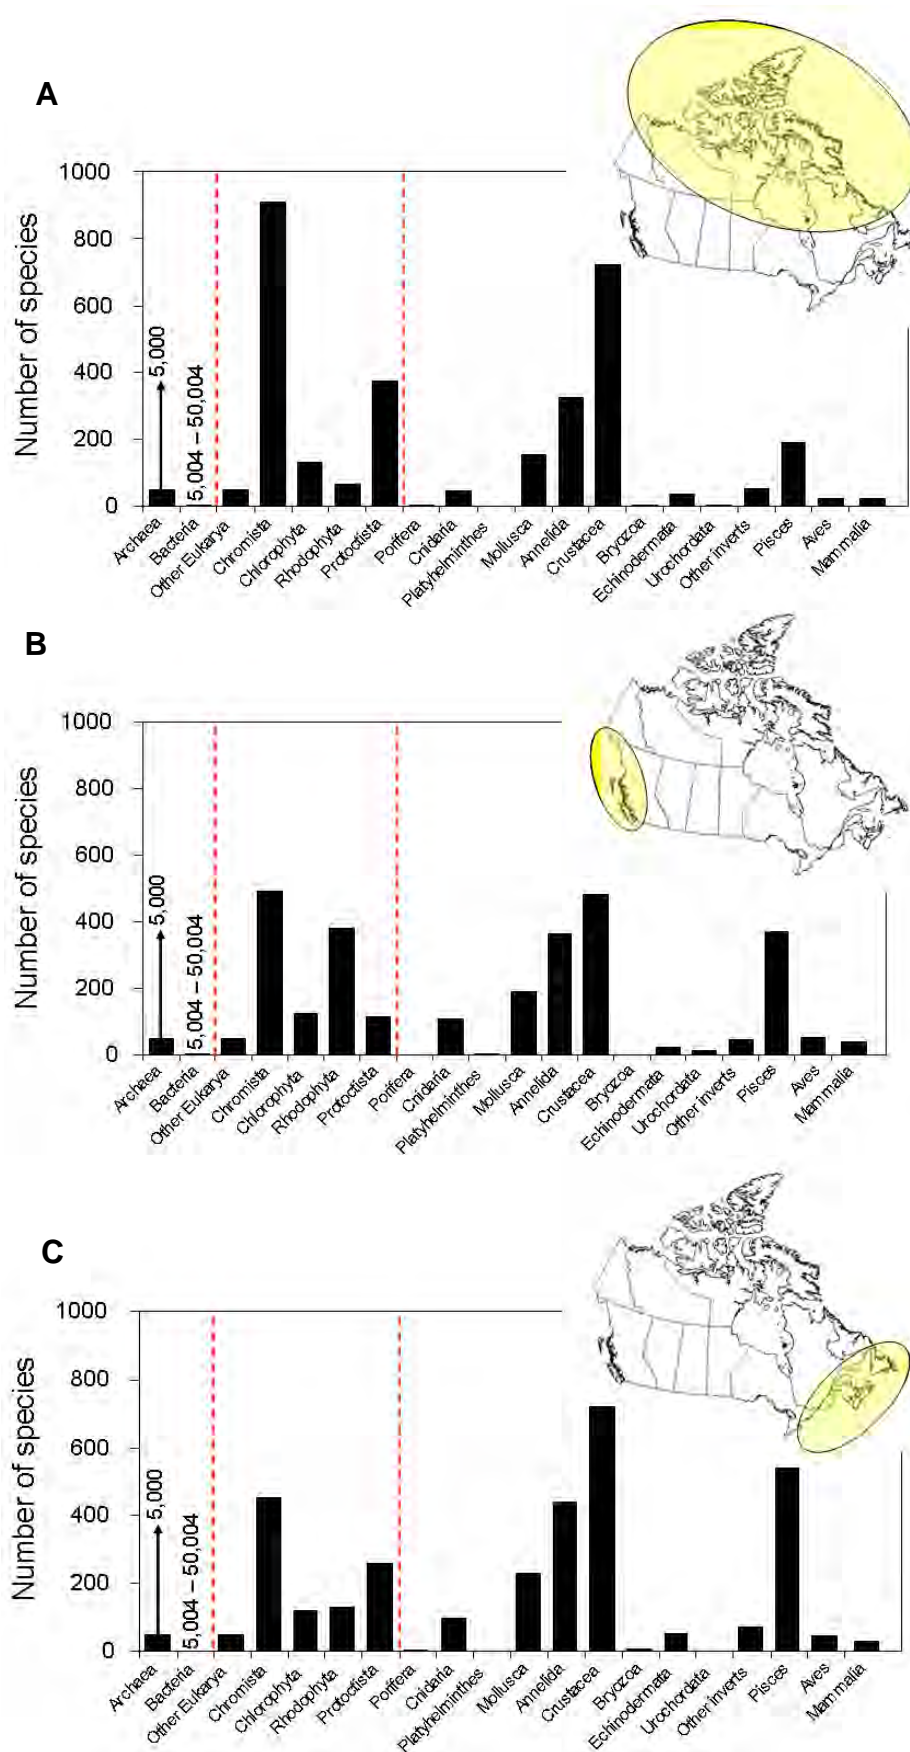 A
1000
800
600
400
200
0
Number of species
5,000
5,004 – 50,004
Archaea
Bacteria
Other Eukarya
Chromista
Chlorophyta
Rhodophyta
Protoctista
Porifera
Cnidaria
Platyhelminthes
Mollusca
Annelida
Crustacea
Bryozoa
Echinodermata
Urochordata
Other inverts
Pisces
Aves
Mammalia
B
1000
800
600
400
200
0
Number of species
5,000
5,004 – 50,004
Archaea
Bacteria
Other Eukarya
Chromista
Chlorophyta
Rhodophyta
Protoctista
Porifera
Cnidaria
Platyhelminthes
Mollusca
Annelida
Crustacea
Bryozoa
Echinodermata
Urochordata
Other inverts
Pisces
Aves
Mammalia
C
1000
800
600
400
200
0
Number of species
5,000
5,004 – 50,004
Archaea
Bacteria
Other Eukarya
Chromista
Chlorophyta
Rhodophyta
Protoctista
Porifera
Cnidaria
Platyhelminthes
Mollusca
Annelida
Crustacea
Bryozoa
Echinodermata
Urochordata
Other inverts
Pisces
Aves
Mammalia